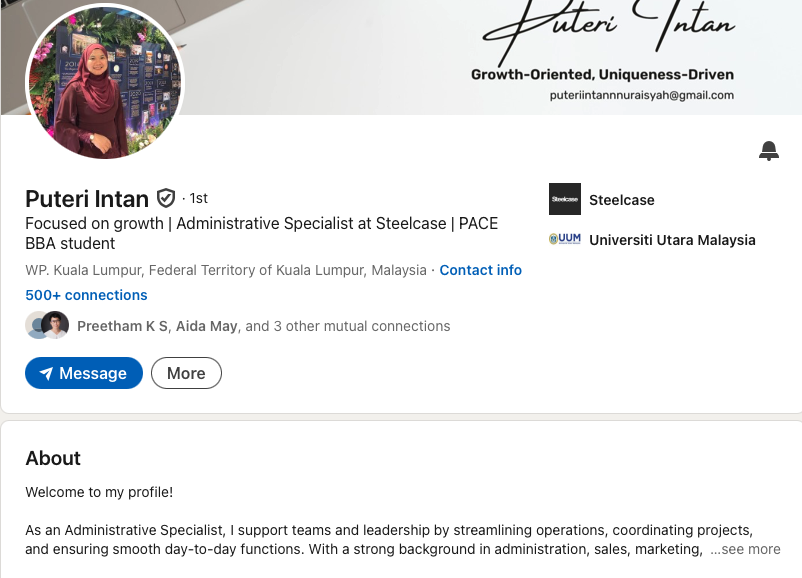 Puteri Intan
Growth-Oriented, Uniqueness-Driven
puteriintannnuraisyah@gmail.com
Puteri Intan · 1st
Focused on growth | Administrative Specialist at Steelcase | PACE
BBA student
WP. Kuala Lumpur, Federal Territory of Kuala Lumpur, Malaysia · Contact info
500+ connections
Preetham K S, Aida May, and 3 other mutual connections
Message
More
Steelcase
Steelcase
UUM
Universiti Utara Malaysia
About
Welcome to my profile!
As an Administrative Specialist, I support teams and leadership by streamlining operations, coordinating projects,
and ensuring smooth day-to-day functions. With a strong background in administration, sales, marketing, …see more